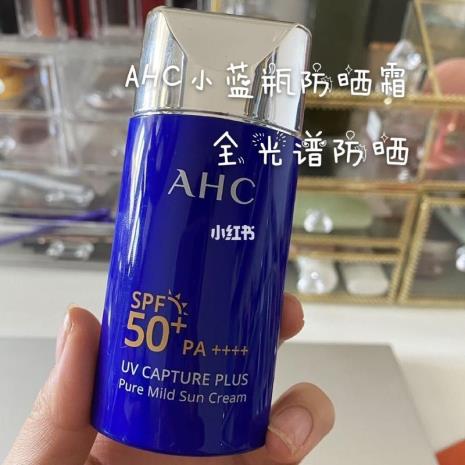 AHC小蓝瓶防晒霜
全光谱防晒
AHC
小红书
SPF
50+ PA ++++
UV CAPTURE PLUS
Pure Mild Sun Cream